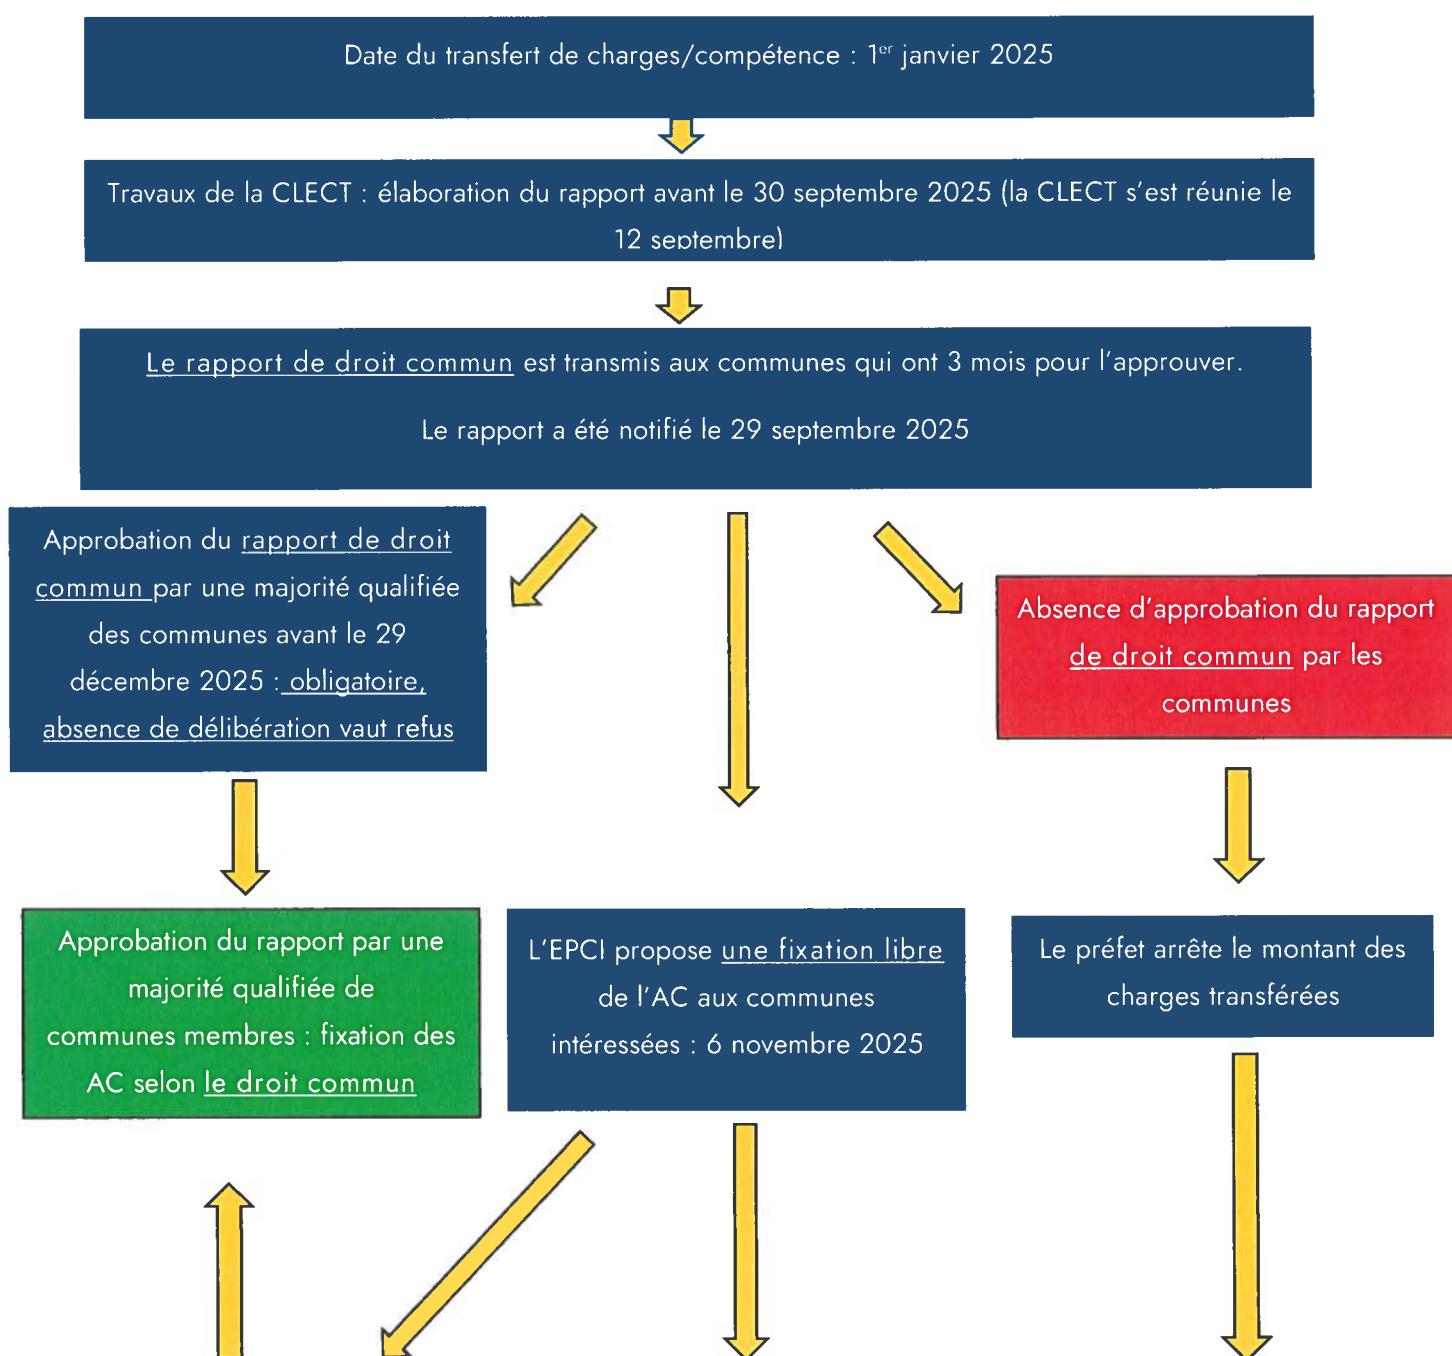 Date du transfert de charges/compétence : 1er janvier 2025
Travaux de la CLECT : élaboration du rapport avant le 30 septembre 2025 (la CLECT s'est réunie le
12 septembre)
Le rapport de droit commun est transmis aux communes qui ont 3 mois pour l'approuver.
Le rapport a été notifié le 29 septembre 2025
Approbation du rapport de droit
commun par une majorité qualifiée
des communes avant le 29
décembre 2025 : obligatoire,
absence de délibération vaut refus
Absence d'approbation du rapport
de droit commun par les
communes
Approbation du rapport par une
majorité qualifiée de
communes membres : fixation des
AC selon le droit commun
L'EPCI propose une fixation libre
de l'AC aux communes
intéressées : 6 novembre 2025
Le préfet arrête le montant des
charges transférées